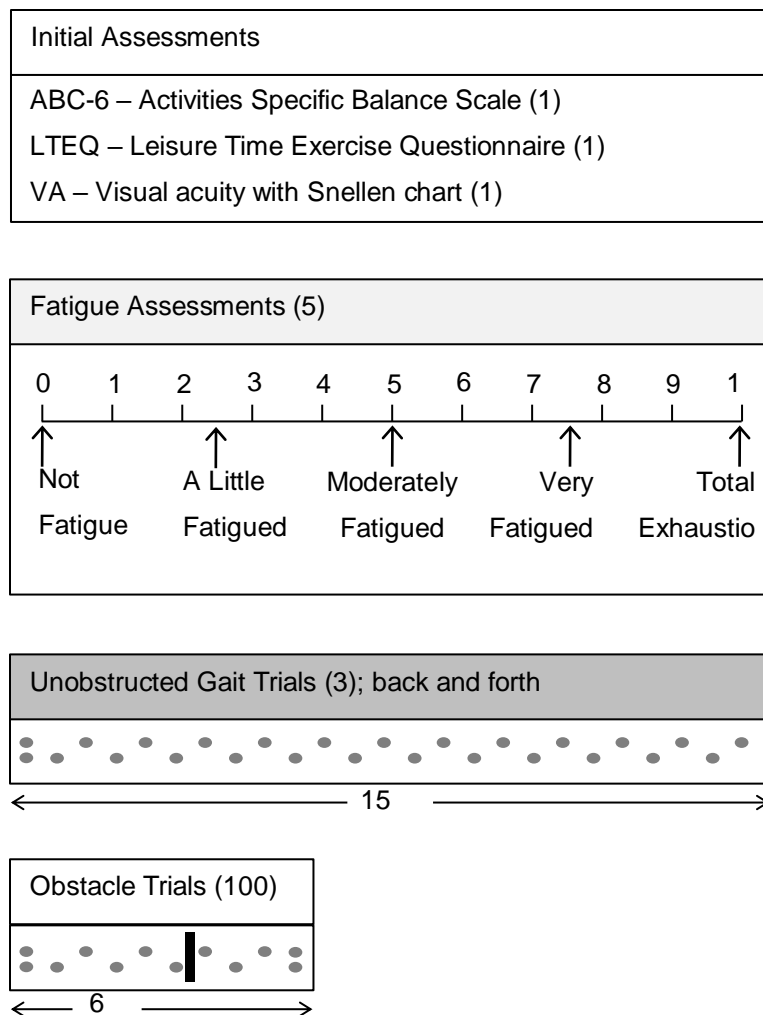 Initial Assessments
ABC-6 – Activities Specific Balance Scale (1)
LTEQ – Leisure Time Exercise Questionnaire (1)
VA – Visual acuity with Snellen chart (1)
Fatigue Assessments (5)
0 1 2 3 4 5 6 7 8 9 1
Not A Little Moderately Very Total
Fatigue Fatigued Fatigued Fatigued Exhaustio
Unobstructed Gait Trials (3); back and forth
15
Obstacle Trials (100)
6